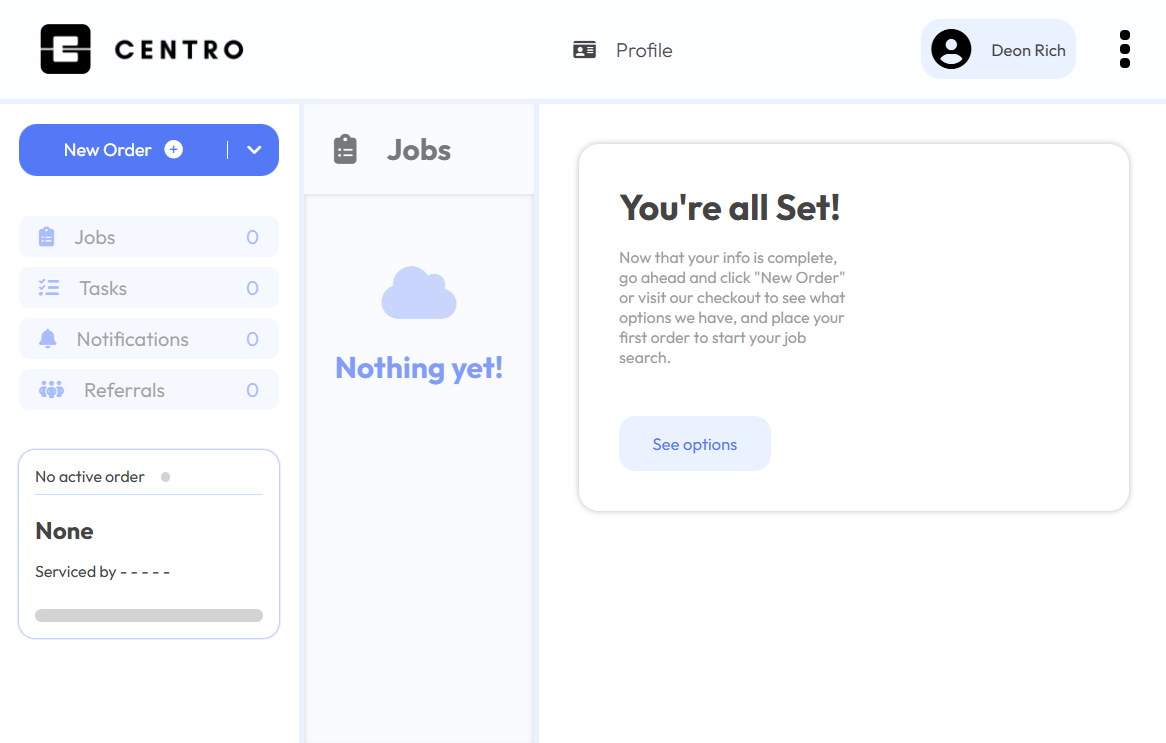 CENTRO
Profile
Deon Rich
New Order
Jobs 0
Tasks 0
Notifications 0
Referrals 0
No active order
None
Serviced by - - - - -
Jobs
Nothing yet!
You're all Set!
Now that your info is complete,
go ahead and click "New Order"
or visit our checkout to see what
options we have, and place your
first order to start your job
search.
See options